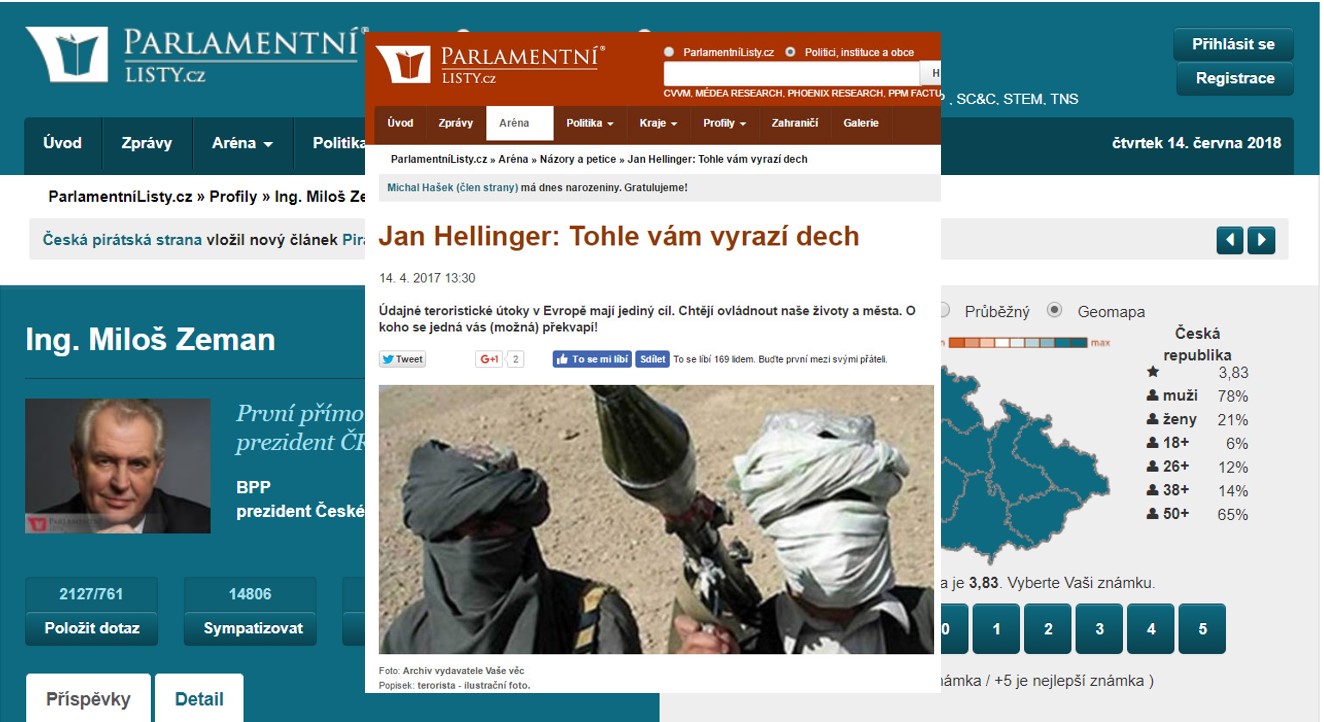 PARLAMENTNÍ®
LISTY.cz
Přihlásit se
Registrace
, SC&C, STEM, TNS
Úvod
Zprávy
Aréna
Politika
čtvrtek 14. června 2018
ParlamentníListy.cz » Profily » Ing. Miloš Ze
Česká pirátská strana vložil nový článek Pir
Ing. Miloš Zeman
První přímo
prezident ČR
BPP
prezident České
PARLAMENTNÍ
2127/761
Položit dotaz
14806
Sympatizovat
Příspěvky
Detail
PARLAMENTNÍ®
LISTY.cz
ParlamentníListy.cz
Politici, instituce a obce
H
CVVM, MÉDEA RESEARCH, PHOENIX RESEARCH, PPM FACTU
Úvod
Zprávy
Aréna
Politika
Kraje
Profily
Zahraničí
Galerie
ParlamentníListy.cz » Aréna » Názory a petice » Jan Hellinger: Tohle vám vyrazí dech
Michal Hašek (člen strany) má dnes narozeniny. Gratulujeme!
Jan Hellinger: Tohle vám vyrazí dech
14. 4. 2017 13:30
Údajné teroristické útoky v Evropě mají jediný cíl. Chtějí ovládnout naše životy a města. O
koho se jedná vás (možná) překvapí!
Tweet
G+1
2
To se mi líbí
Sdílet
To se líbí 169 lidem. Buďte první mezi svými přáteli.
Foto: Archiv vydavatele Vaše věc
Popisek: terorista - ilustrační foto.
Průběžný
Geomapa
n
max
Česká
republika
3,83
muži 78%
ženy 21%
18+ 6%
26+ 12%
38+ 14%
50+ 65%
a je 3,83. Vyberte Vaši známku.
0
1
2
3
4
5
námka / +5 je nejlepší známka )